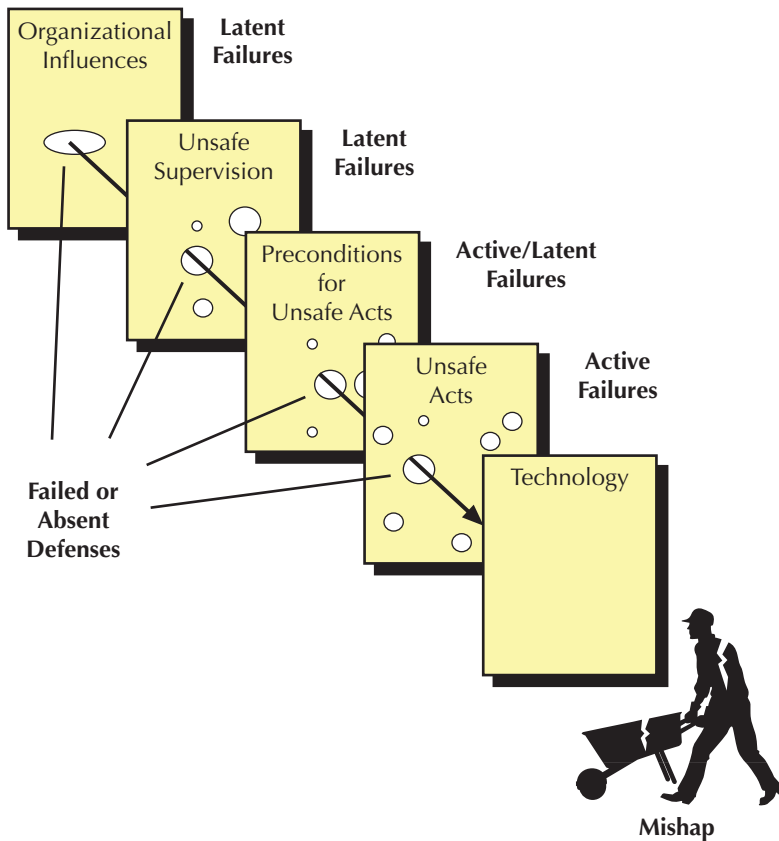 Organizational
Influences
Latent
Failures
Unsafe
Supervision
Latent
Failures
Preconditions
for
Unsafe Acts
Active/Latent
Failures
Unsafe
Acts
Active
Failures
Technology
Failed or
Absent
Defenses
Mishap